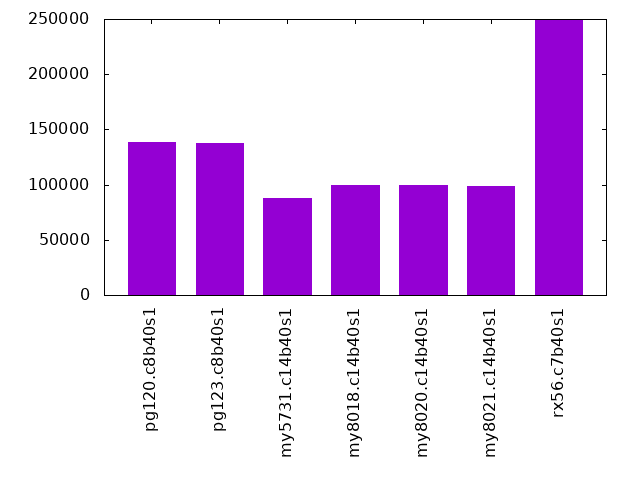 250000
200000
150000
100000
50000
0
pg120.c8b40s1
pg123.c8b40s1
my5731.c14b40s1
my8018.c14b40s1
my8020.c14b40s1
my8021.c14b40s1
rx56.c7b40s1